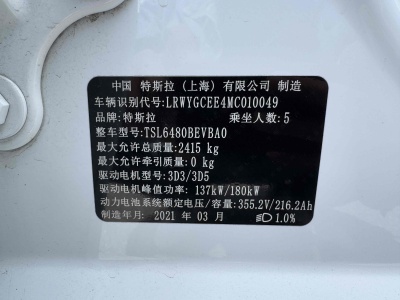 中国 特斯拉（上海）有限公司 制造
车辆识别代号: LRWYGCEE4MC010049
品牌: 特斯拉 乘坐人数: 5
整车型号: TSL6480BEVBA0
最大允许总质量: 2415 kg
最大允许牵引质量: 0 kg
驱动电机型号: 3D3/3D5
驱动电机峰值功率: 137kW/180kW
动力电池系统额定电压/容量: 355.2V/216.2Ah
制造年月: 2021 年 03 月 1.0%